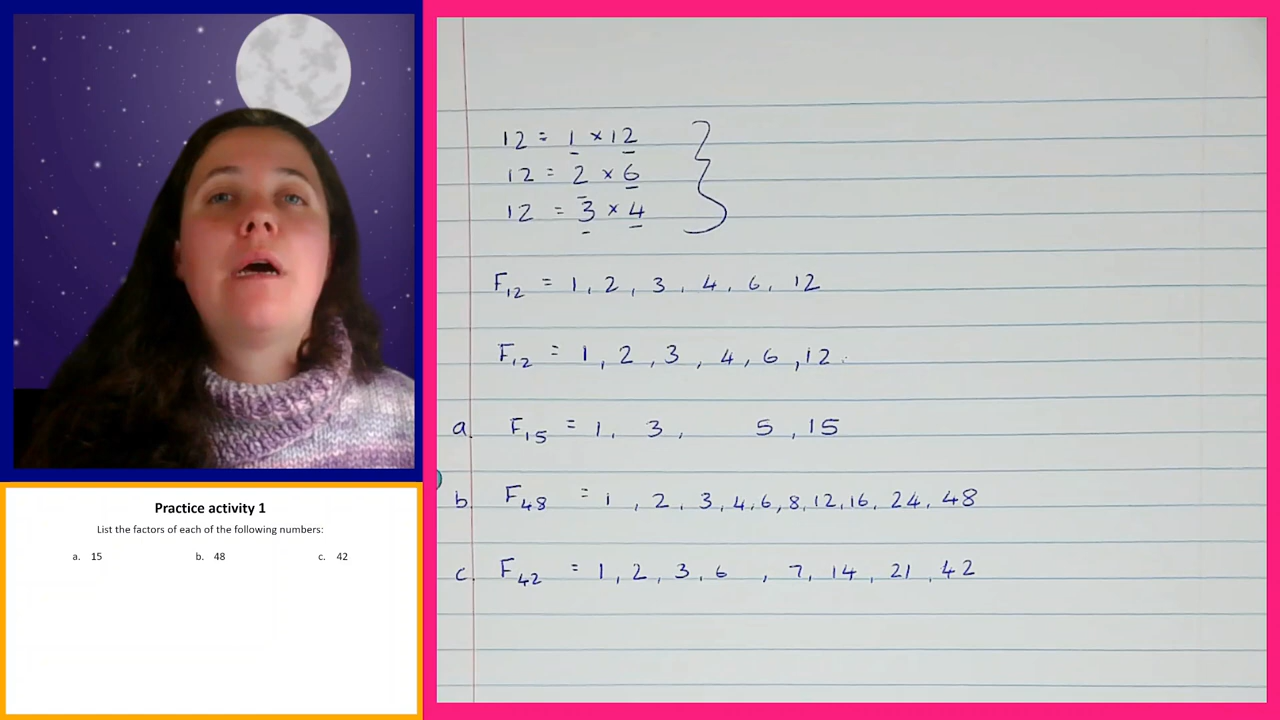 12 = 1 × 12
12 = 2 × 6
12 = 3 × 4
F12 = 1, 2, 3, 4, 6, 12
F12 = 1, 2, 3, 4, 6, 12
a. F15 = 1, 3, 5, 15
b. F48 = 1, 2, 3, 4, 6, 8, 12, 16, 24, 48
c. F42 = 1, 2, 3, 6, 7, 14, 21, 42
Practice activity 1
List the factors of each of the following numbers:
a. 15 b. 48 c. 42